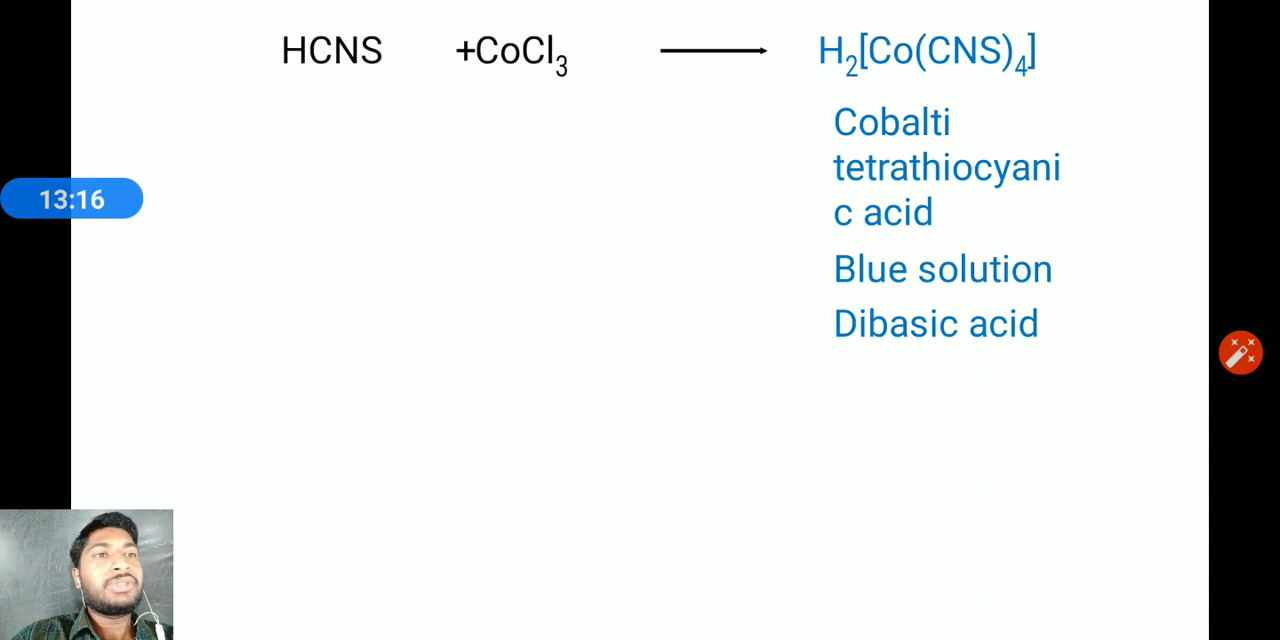 HCNS +CoCl₃ → H₂[Co(CNS)₄]
Cobalti
tetrathiocyani
c acid
13:16
Blue solution
Dibasic acid